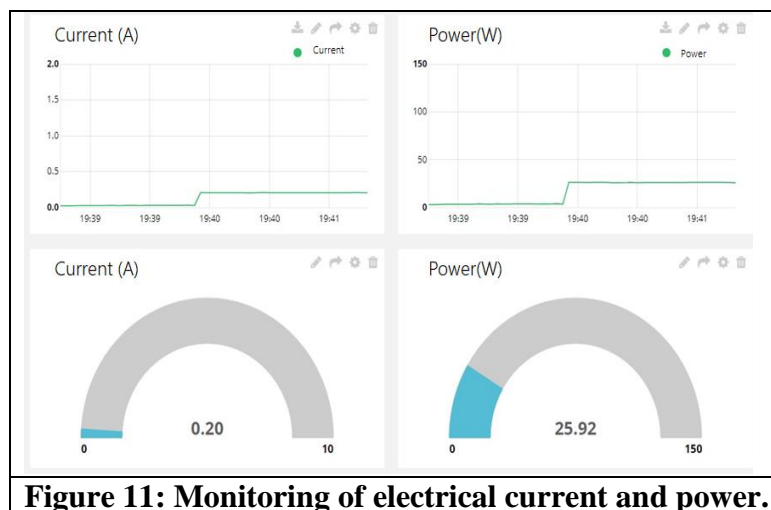 Current (A)
Current
2.0
1.5
1.0
0.5
0.0
19:39 19:39 19:40 19:40 19:41
Power(W)
Power
150
100
50
0
19:39 19:39 19:40 19:40 19:41
Current (A)
0.20
0 10
Power(W)
25.92
0 150
Figure 11: Monitoring of electrical current and power.